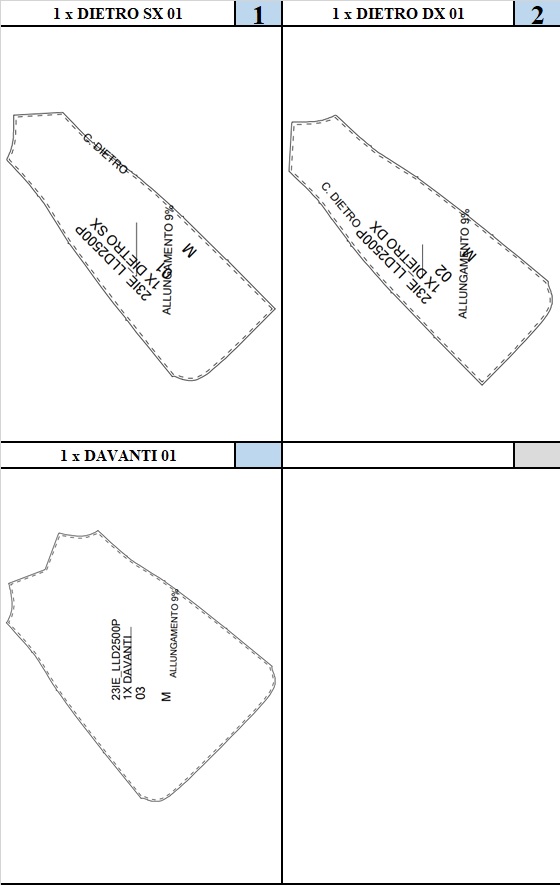 1 x DIETRO SX 01
1
1 x DIETRO DX 01
2
C. DIETRO
23IE_LLD2500P
1X DIETRO SX
01
M
ALLUNGAMENTO 9%
C. DIETRO
23IE_LLD2500P
1X DIETRO DX
02
M
ALLUNGAMENTO 9%
1 x DAVANTI 01
23IE_LLD2500P
1X DAVANTI
03
M
ALLUNGAMENTO 9%